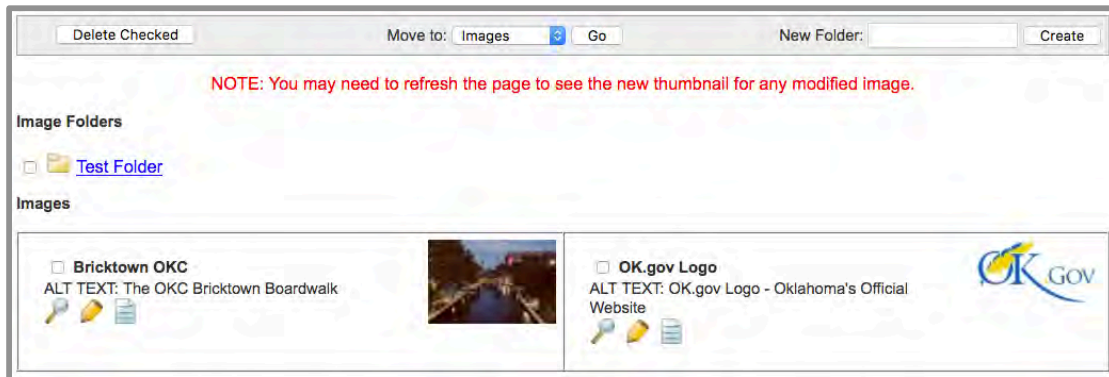 Delete Checked Move to: Images Go New Folder: Create
NOTE: You may need to refresh the page to see the new thumbnail for any modified image.
Image Folders
Test Folder
Images
Bricktown OKC
ALT TEXT: The OKC Bricktown Boardwalk
OK.gov Logo
ALT TEXT: OK.gov Logo - Oklahoma's Official
Website
OK GOV